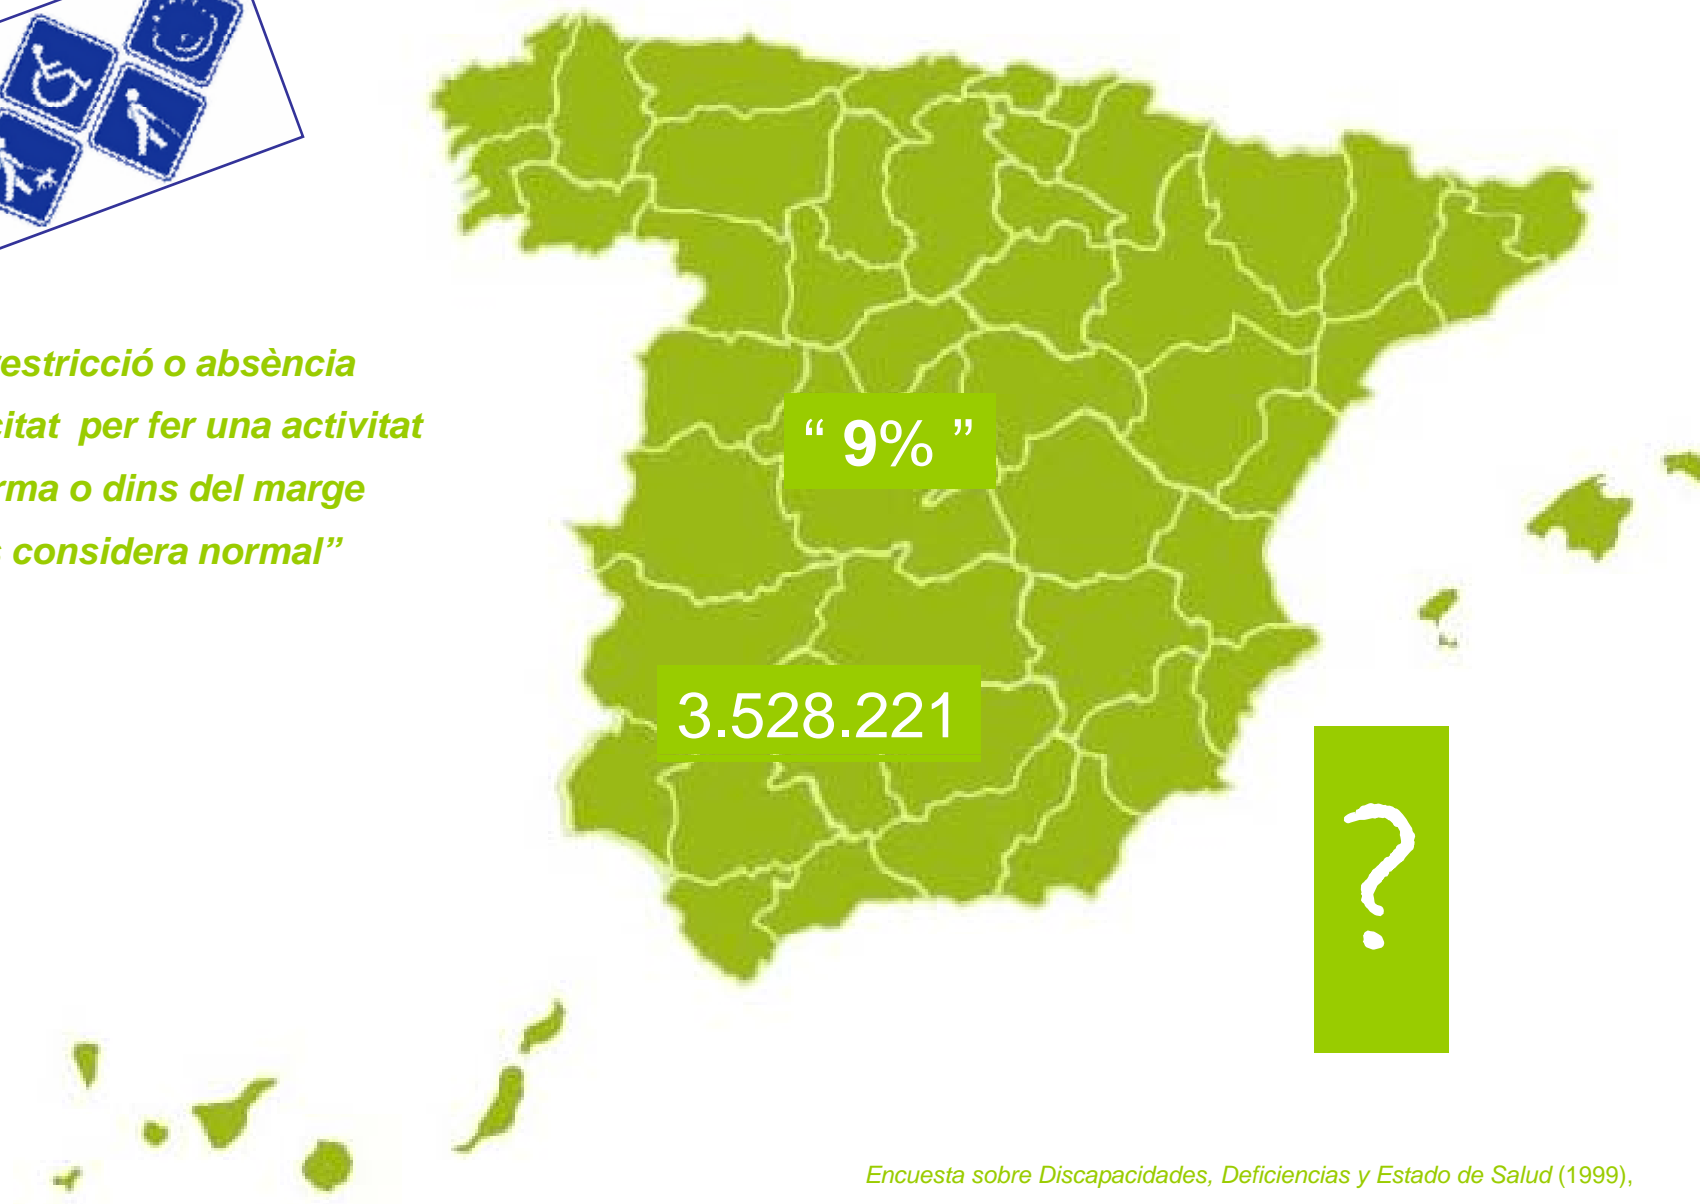 restricció o absència
citat per fer una activitat
rma o dins del marge
s considera normal”
“ 9% ”
3.528.221
?
Encuesta sobre Discapacidades, Deficiencias y Estado de Salud (1999),